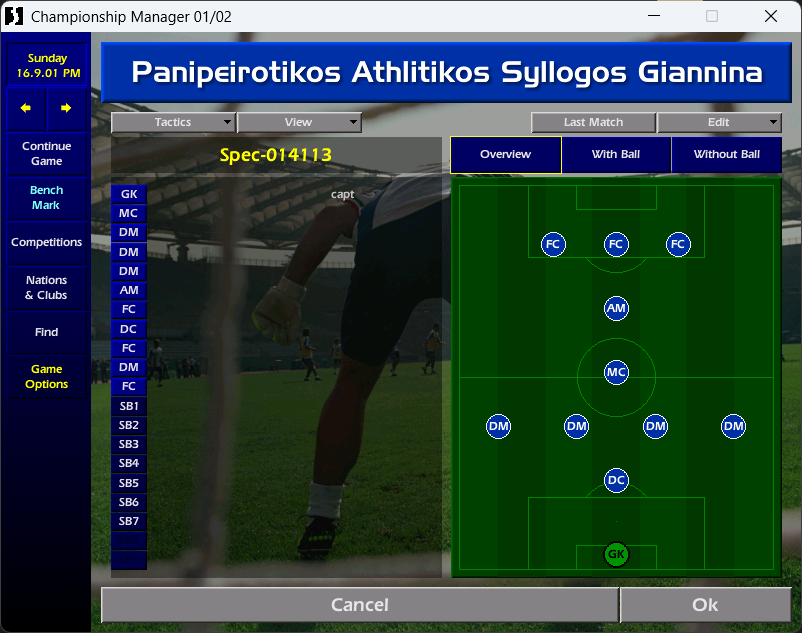 Championship Manager 01/02
Sunday
16.9.01 PM
Continue
Game
Bench
Mark
Competitions
Nations
& Clubs
Find
Game
Options
Panipeirotikos Athlitikos Syllogos Giannina
Tactics View Last Match Edit
Spec-014113
Overview With Ball Without Ball
GK capt
MC
DM
DM
DM
AM
FC
DC
FC
DM
FC
SB1
SB2
SB3
SB4
SB5
SB6
SB7
FC FC FC
AM
MC
DM DM DM DM
DC
GK
Cancel Ok